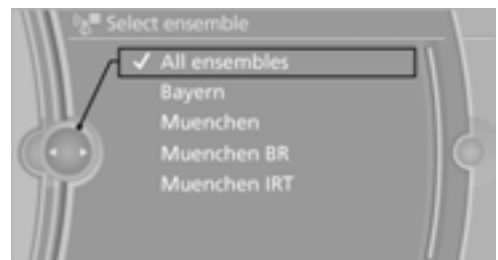 Select ensemble
✓ All ensembles
Bayern
Muenchen
Muenchen BR
Muenchen IRT